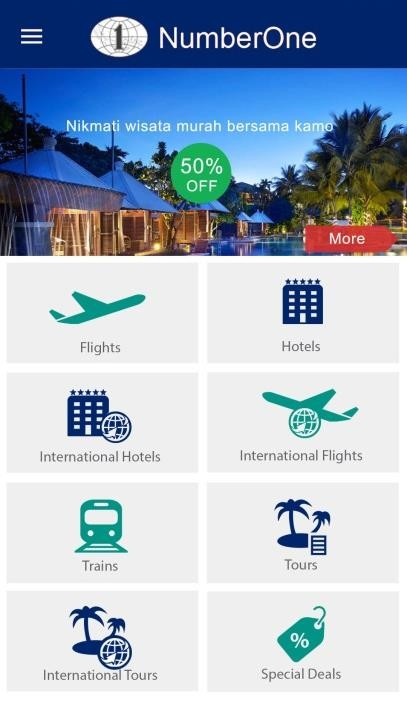 1 NumberOne
Nikmati wisata murah bersama kamo
50%
OFF
More
Flights
Hotels
International Hotels
International Flights
Trains
Tours
%
International Tours
Special Deals